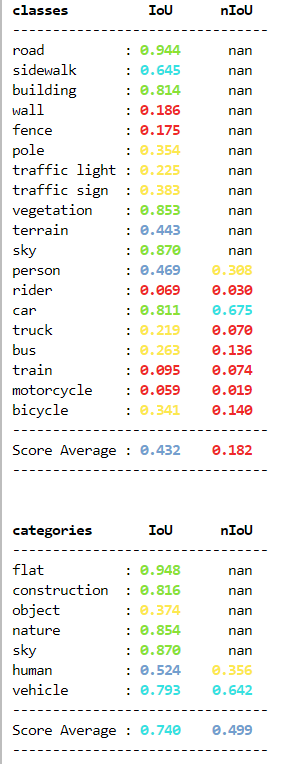 classes IoU nIoU
--------------------------------
road : 0.944 nan
sidewalk : 0.645 nan
building : 0.814 nan
wall : 0.186 nan
fence : 0.175 nan
pole : 0.354 nan
traffic light : 0.225 nan
traffic sign : 0.383 nan
vegetation : 0.853 nan
terrain : 0.443 nan
sky : 0.870 nan
person : 0.469 0.308
rider : 0.069 0.030
car : 0.811 0.675
truck : 0.219 0.070
bus : 0.263 0.136
train : 0.095 0.074
motorcycle : 0.059 0.019
bicycle : 0.341 0.140
--------------------------------
Score Average : 0.432 0.182
--------------------------------
categories IoU nIoU
--------------------------------
flat : 0.948 nan
construction : 0.816 nan
object : 0.374 nan
nature : 0.854 nan
sky : 0.870 nan
human : 0.524 0.356
vehicle : 0.793 0.642
--------------------------------
Score Average : 0.740 0.499
--------------------------------